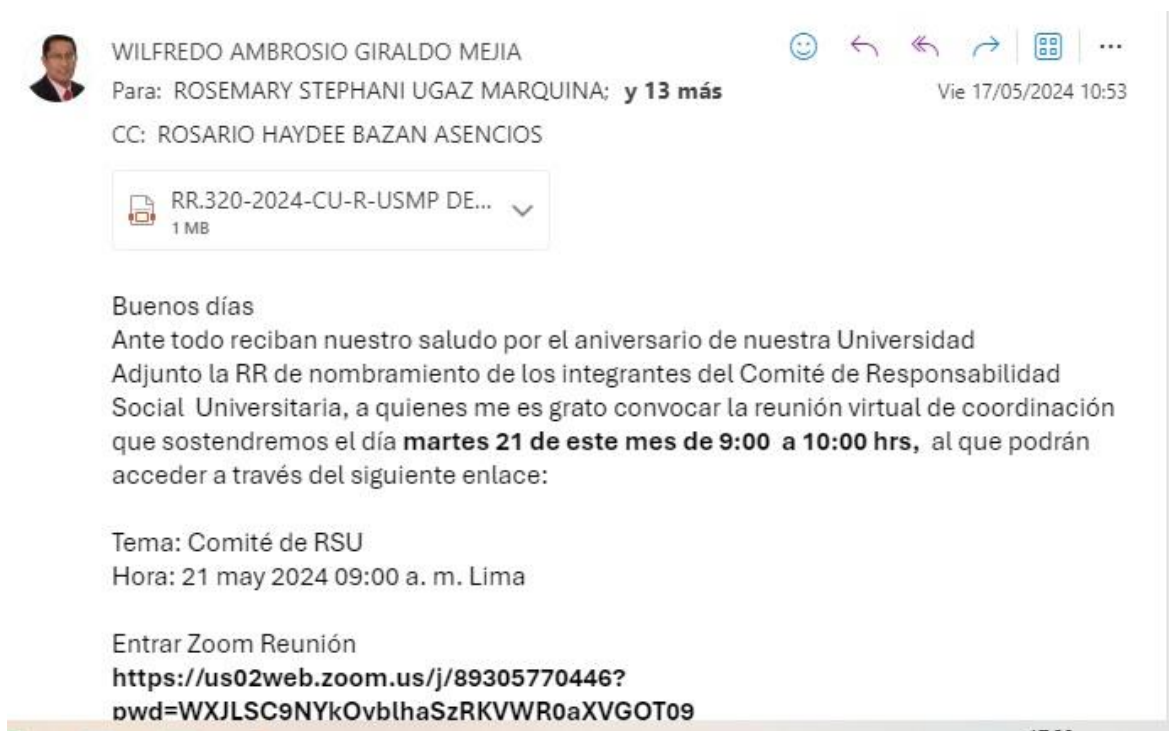 WILFREDO AMBROSIO GIRALDO MEJIA
Para: ROSEMARY STEPHANI UGAZ MARQUINA; y 13 más
Vie 17/05/2024 10:53
CC: ROSARIO HAYDEE BAZAN ASENCIOS
RR.320-2024-CU-R-USMP DE...
1 MB
Buenos días
Ante todo reciban nuestro saludo por el aniversario de nuestra Universidad
Adjunto la RR de nombramiento de los integrantes del Comité de Responsabilidad
Social Universitaria, a quienes me es grato convocar la reunión virtual de coordinación
que sostendremos el día martes 21 de este mes de 9:00 a 10:00 hrs, al que podrán
acceder a través del siguiente enlace:
Tema: Comité de RSU
Hora: 21 may 2024 09:00 a. m. Lima
Entrar Zoom Reunión
https://us02web.zoom.us/j/89305770446?
pwd=WXJLSC9NYkOvblhaSzRKVWR0aXVGOT09